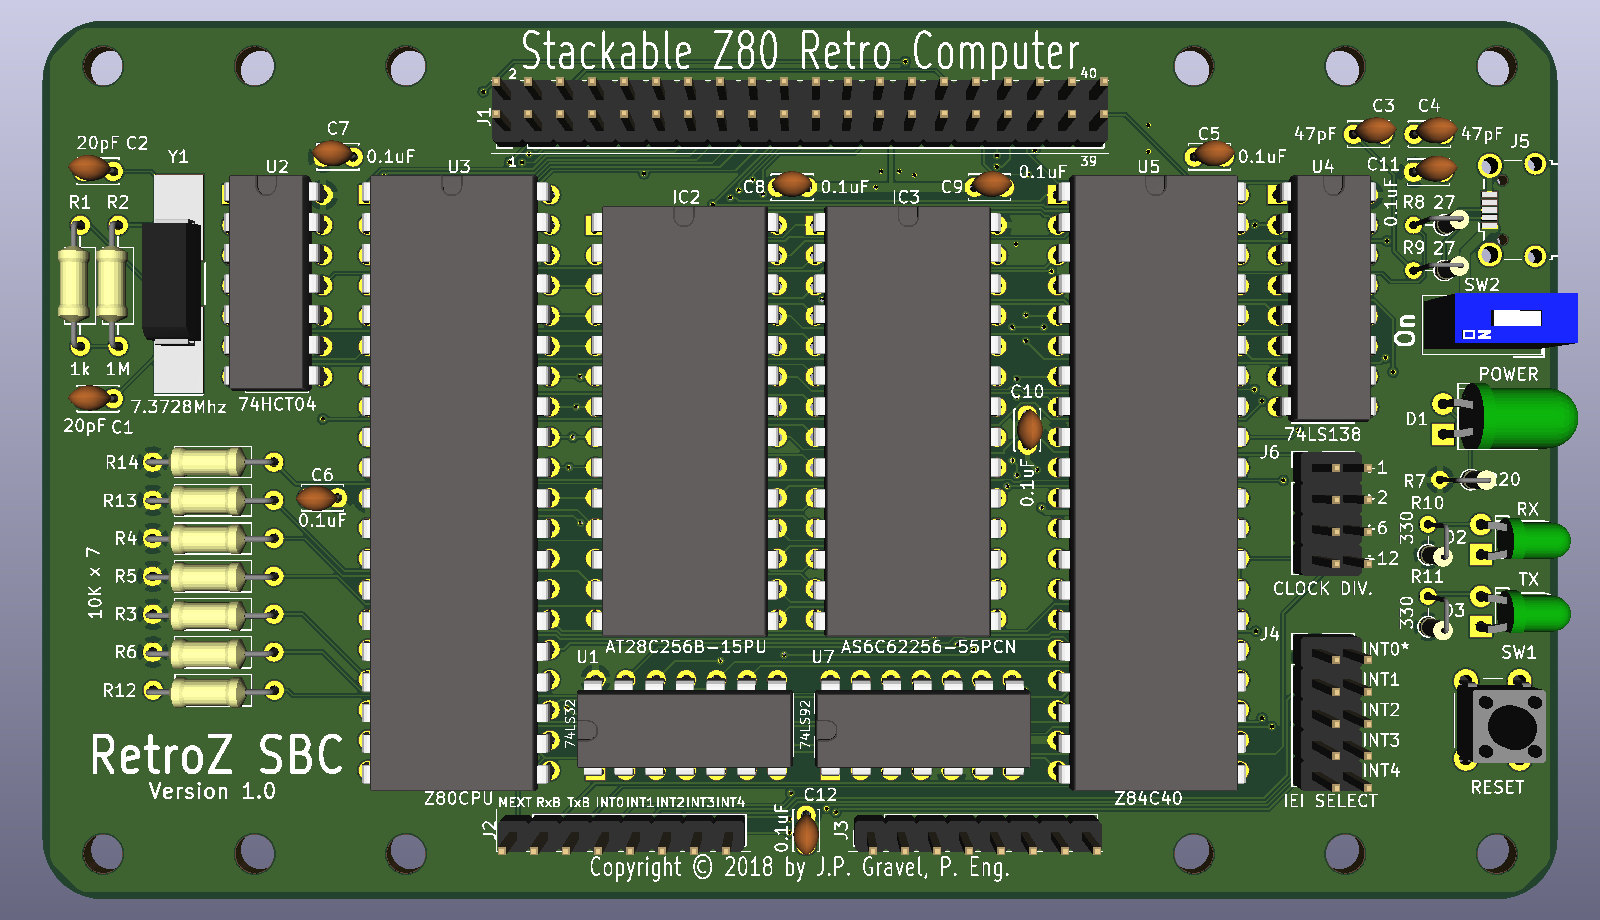 Stackable Z80 Retro Computer
2
40
J1
1
39
C7
0.1uF
20pF C2
Y1
U2
U3
R1
R2
1k
1M
7.3728Mhz
74HCT04
20pF C1
C8
0.1uF
C9
0.1uF
IC2
IC3
C5
0.1uF
U5
U4
C3
C4
47pF
47pF
J5
C11
0.1uF
R8 27
R9 27
SW2
On
POWER
D1
74LS138
C10
0.1uF
J6
-1
-2
-6
-12
CLOCK DIV.
R7
R10
330
RX
R11
330
TX
R14
R13
R4
R5
R3
R6
R12
10K x 7
C6
0.1uF
AT28C256B-15PU
AS6C62256-55PCN
U1
U7
74LS32
74LS92
J4
INT0*
INT1
INT2
INT3
INT4
IEI SELECT
SW1
RESET
RetroZ SBC
Version 1.0
Z80CPU
MEXT RxB TxB INT0 INT1 INT2 INT3 INT4
J2
C12
0.1uF
J3
Z84C40
Copyright © 2018 by J.P. Gravel, P. Eng.